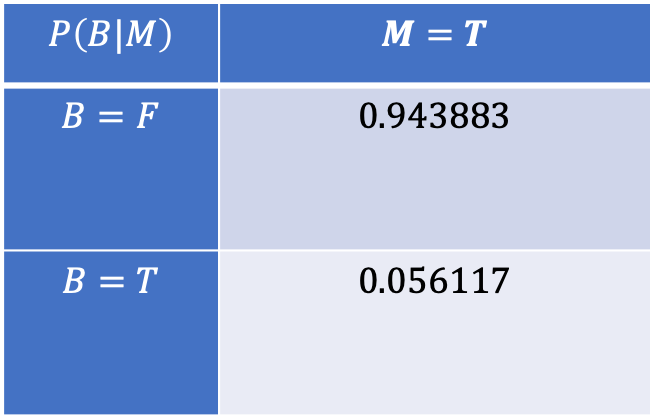 P(B|M) M = T
B = F 0.943883
B = T 0.056117